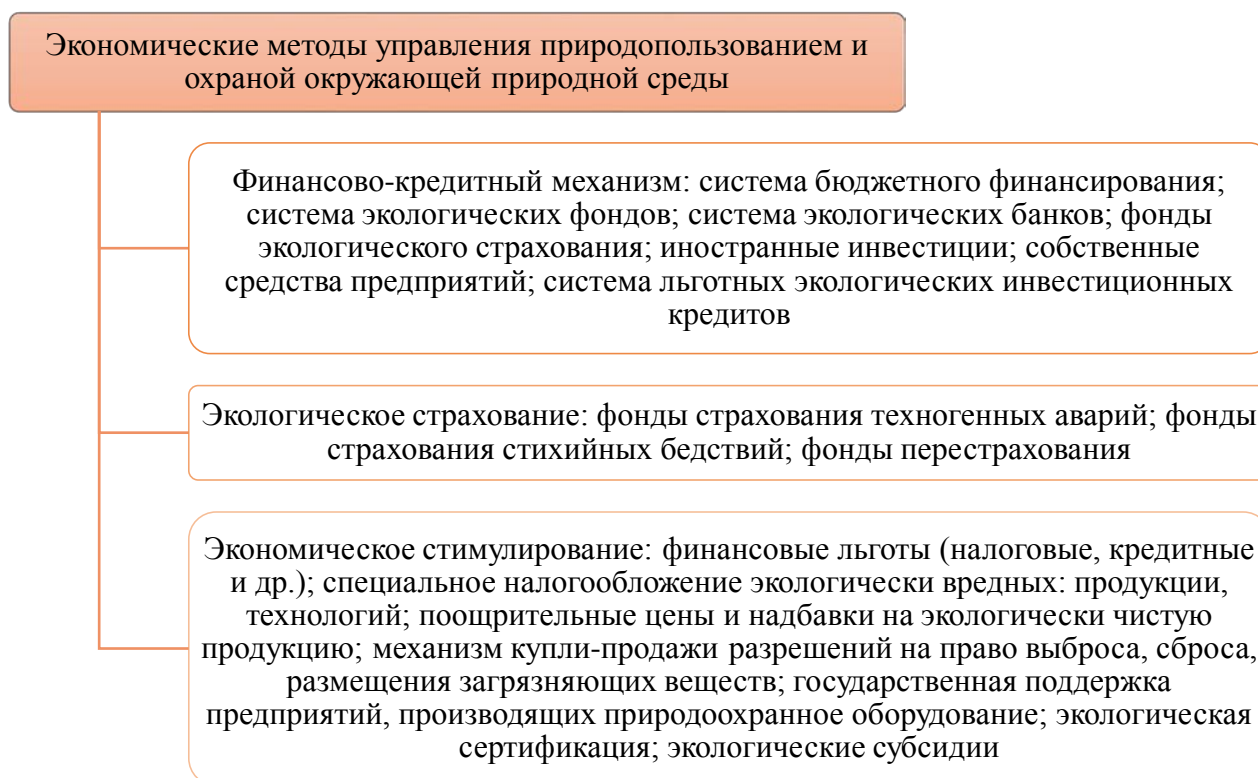 Экономические методы управления природопользованием и
охраной окружающей природной среды
Финансово-кредитный механизм: система бюджетного финансирования;
система экологических фондов; система экологических банков; фонды
экологического страхования; иностранные инвестиции; собственные
средства предприятий; система льготных экологических инвестиционных
кредитов
Экологическое страхование: фонды страхования техногенных аварий; фонды
страхования стихийных бедствий; фонды перестрахования
Экономическое стимулирование: финансовые льготы (налоговые, кредитные
и др.); специальное налогообложение экологически вредных: продукции,
технологий; поощрительные цены и надбавки на экологически чистую
продукцию; механизм купли-продажи разрешений на право выброса, сброса,
размещения загрязняющих веществ; государственная поддержка
предприятий, производящих природоохранное оборудование; экологическая
сертификация; экологические субсидии